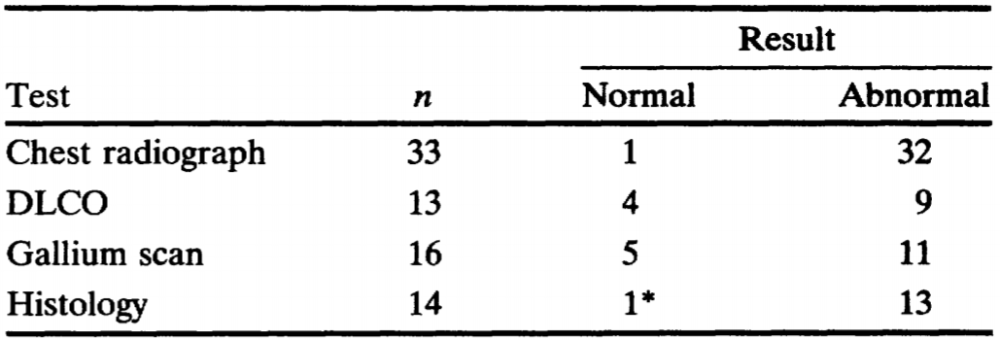 Result
Test n Normal Abnormal
Chest radiograph 33 1 32
DLCO 13 4 9
Gallium scan 16 5 11
Histology 14 1* 13